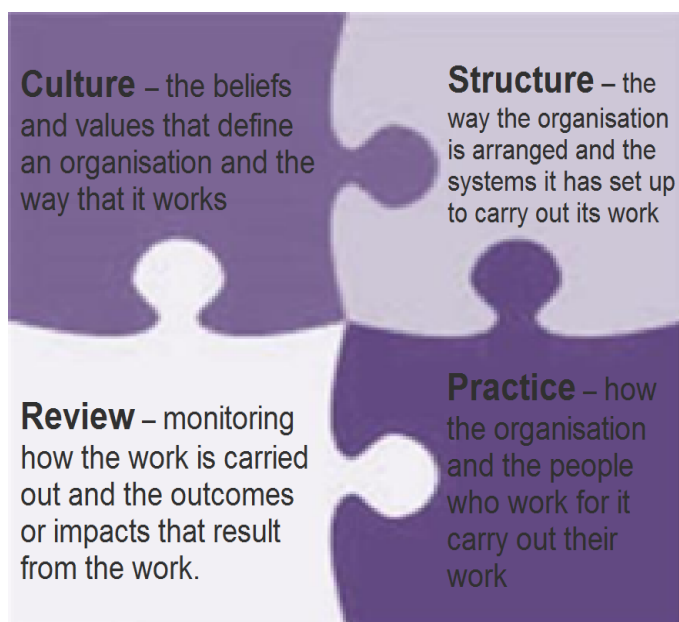 Culture – the beliefs
and values that define
an organisation and the
way that it works
Structure – the
way the organisation
is arranged and the
systems it has set up
to carry out its work
Review – monitoring
how the work is carried
out and the outcomes
or impacts that result
from the work.
Practice – how
the organisation
and the people
who work for it
carry out their
work